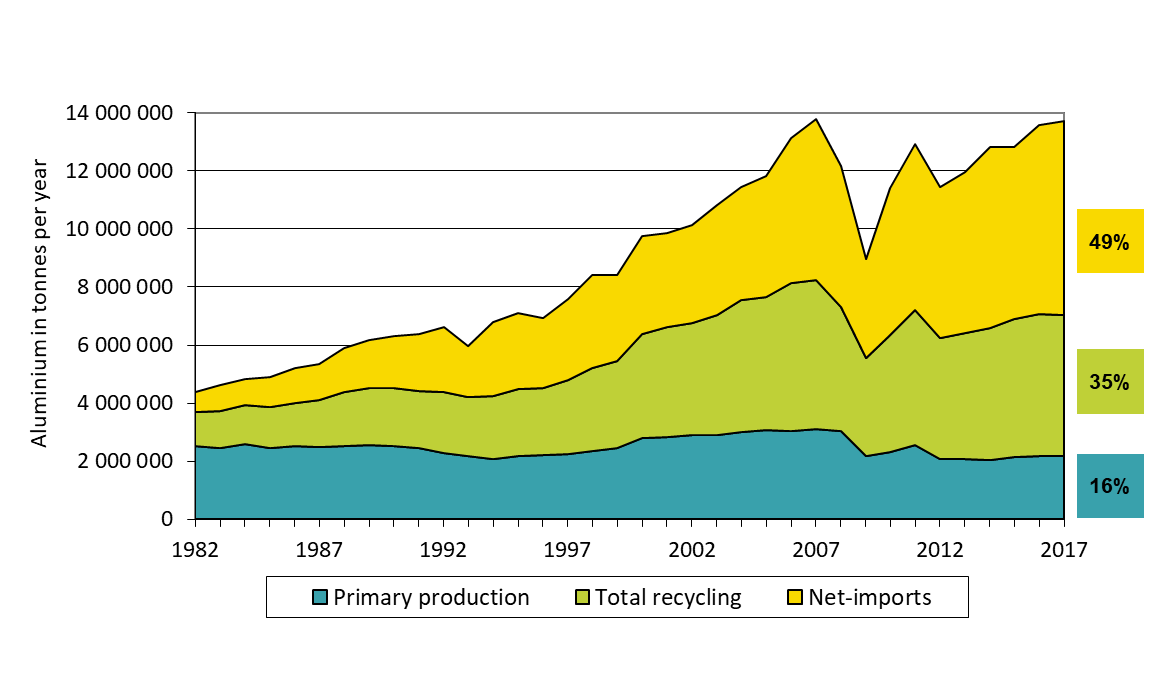 14 000 000
12 000 000
10 000 000
8 000 000
6 000 000
4 000 000
2 000 000
0
Aluminium in tonnes per year
49%
35%
16%
1982 1987 1992 1997 2002 2007 2012 2017
Primary production Total recycling Net-imports